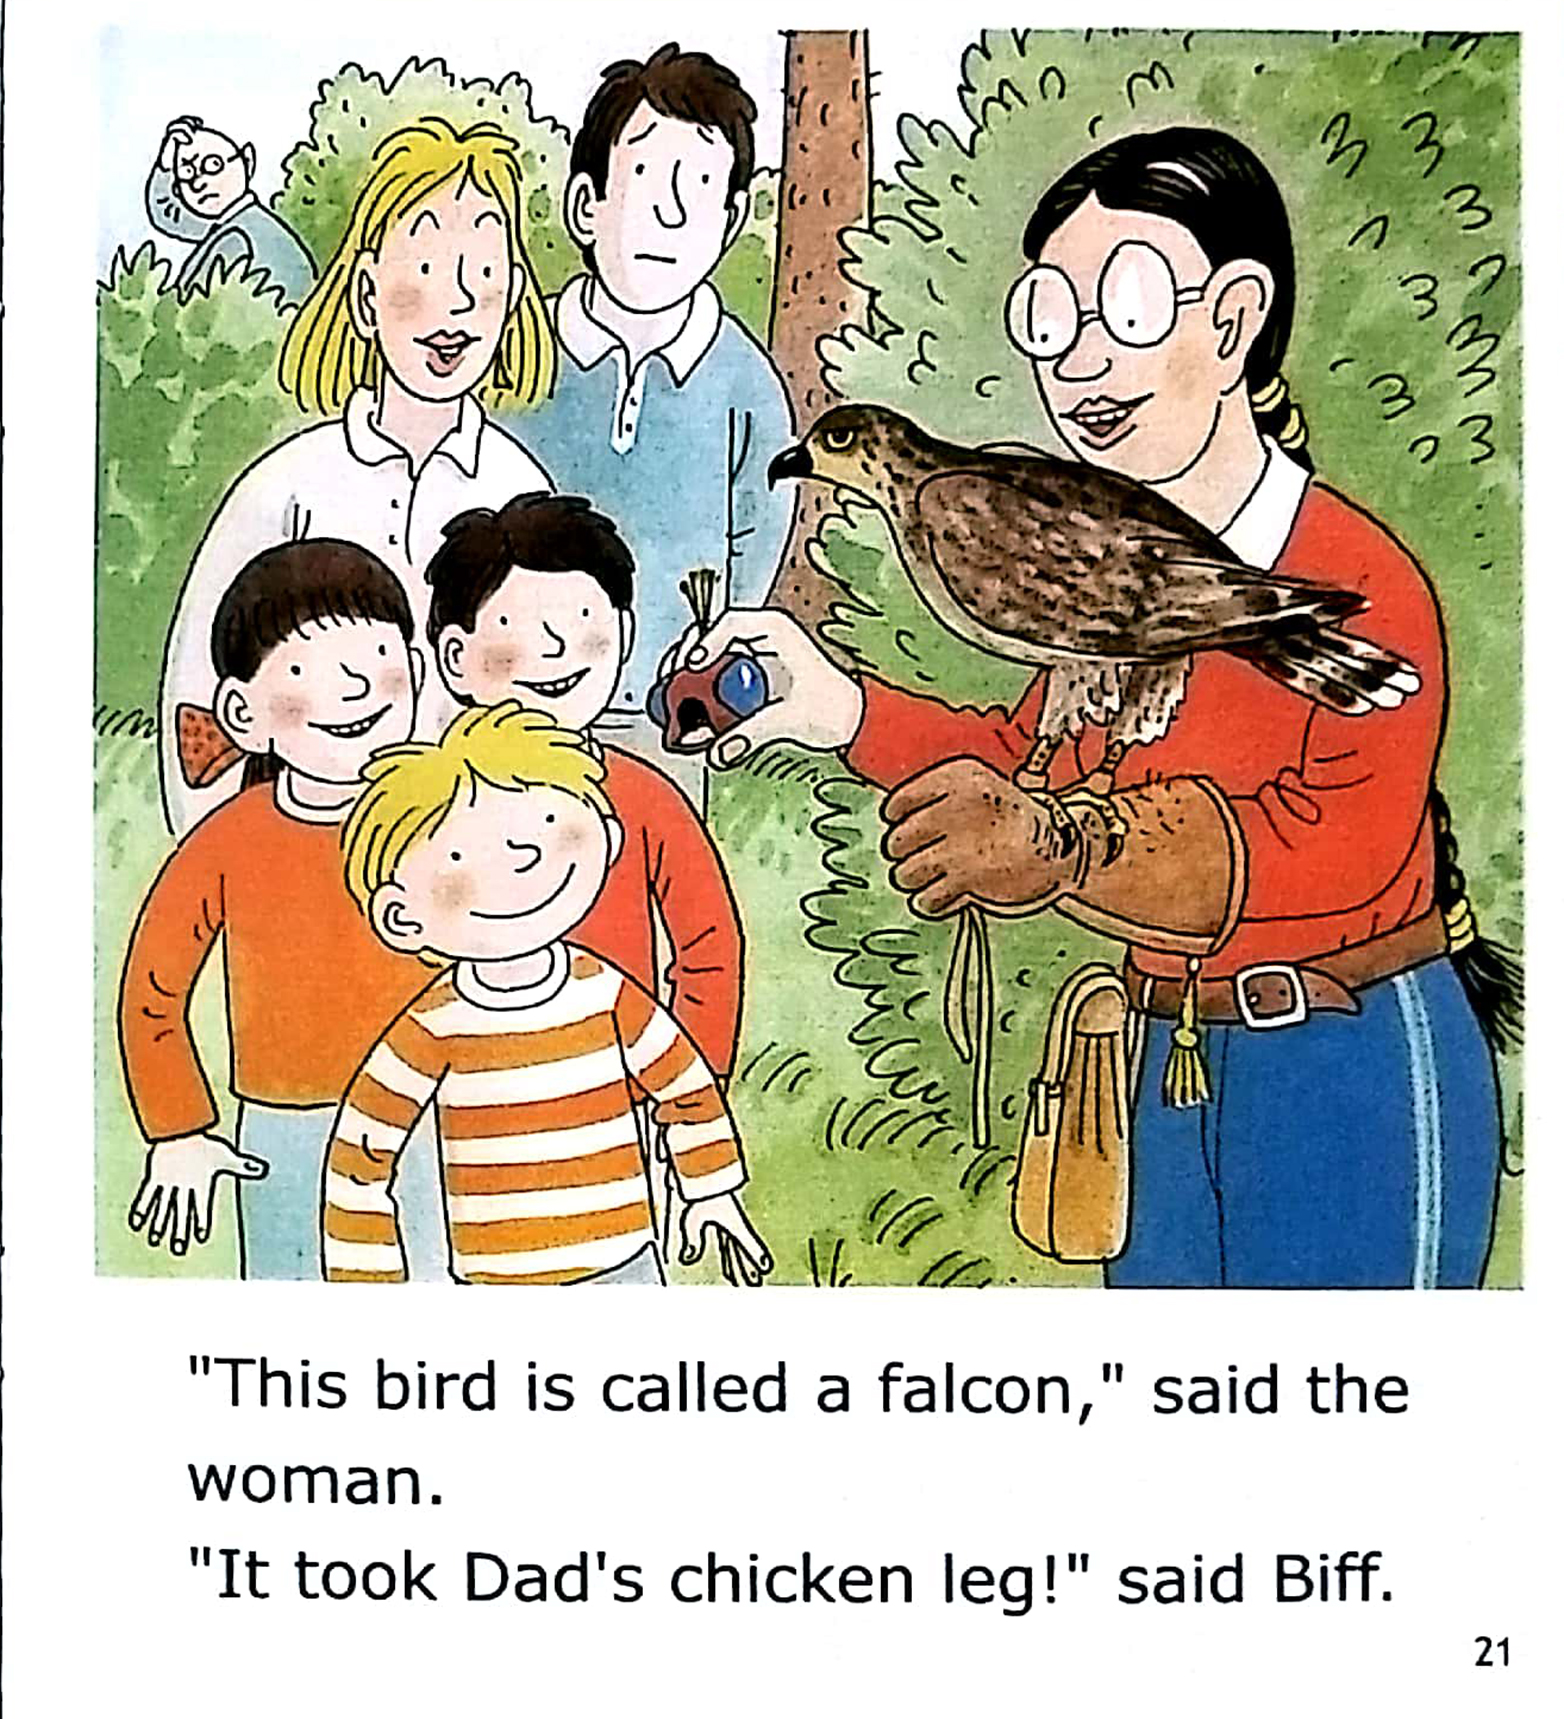 "This bird is called a falcon," said the
woman.
"It took Dad's chicken leg!" said Biff.
21